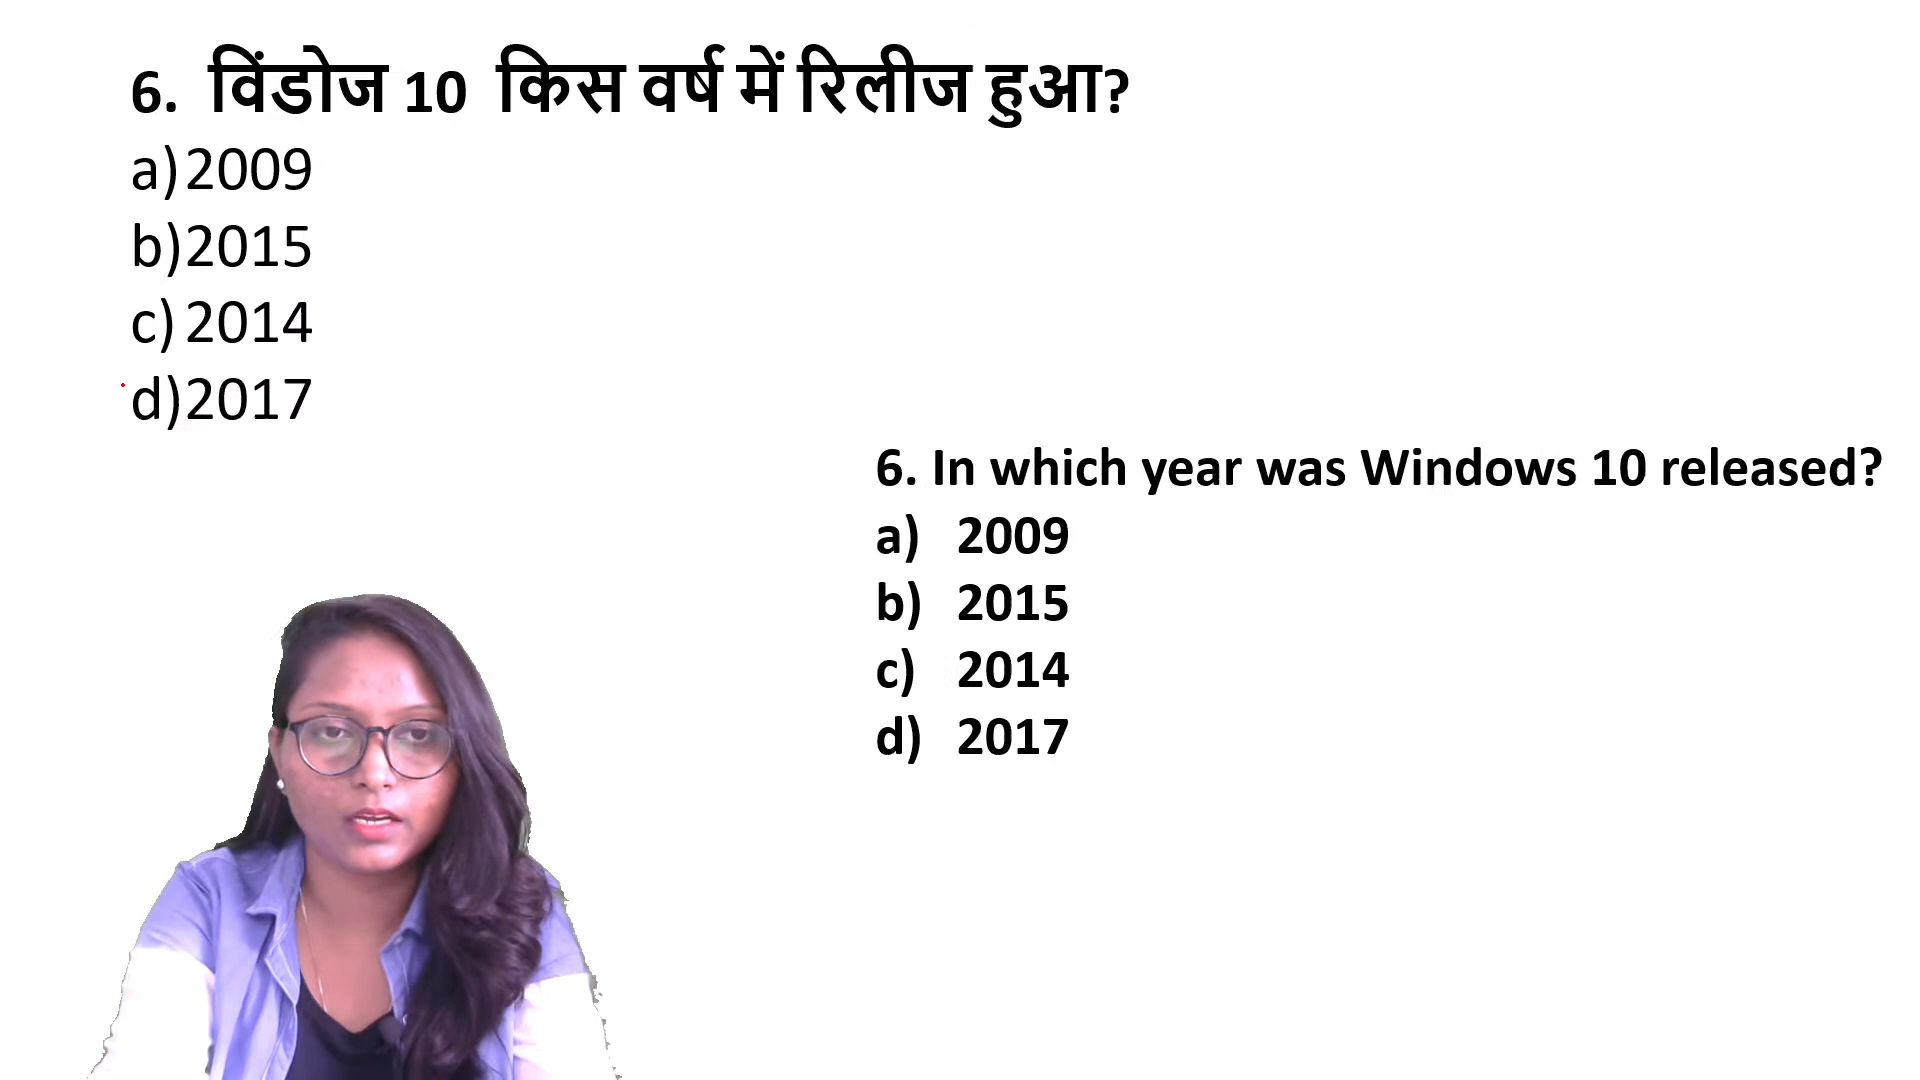 6. विंडोज 10 किस वर्ष में रिलीज हुआ?
a) 2009
b) 2015
c) 2014
d) 2017
6. In which year was Windows 10 released?
a) 2009
b) 2015
c) 2014
d) 2017